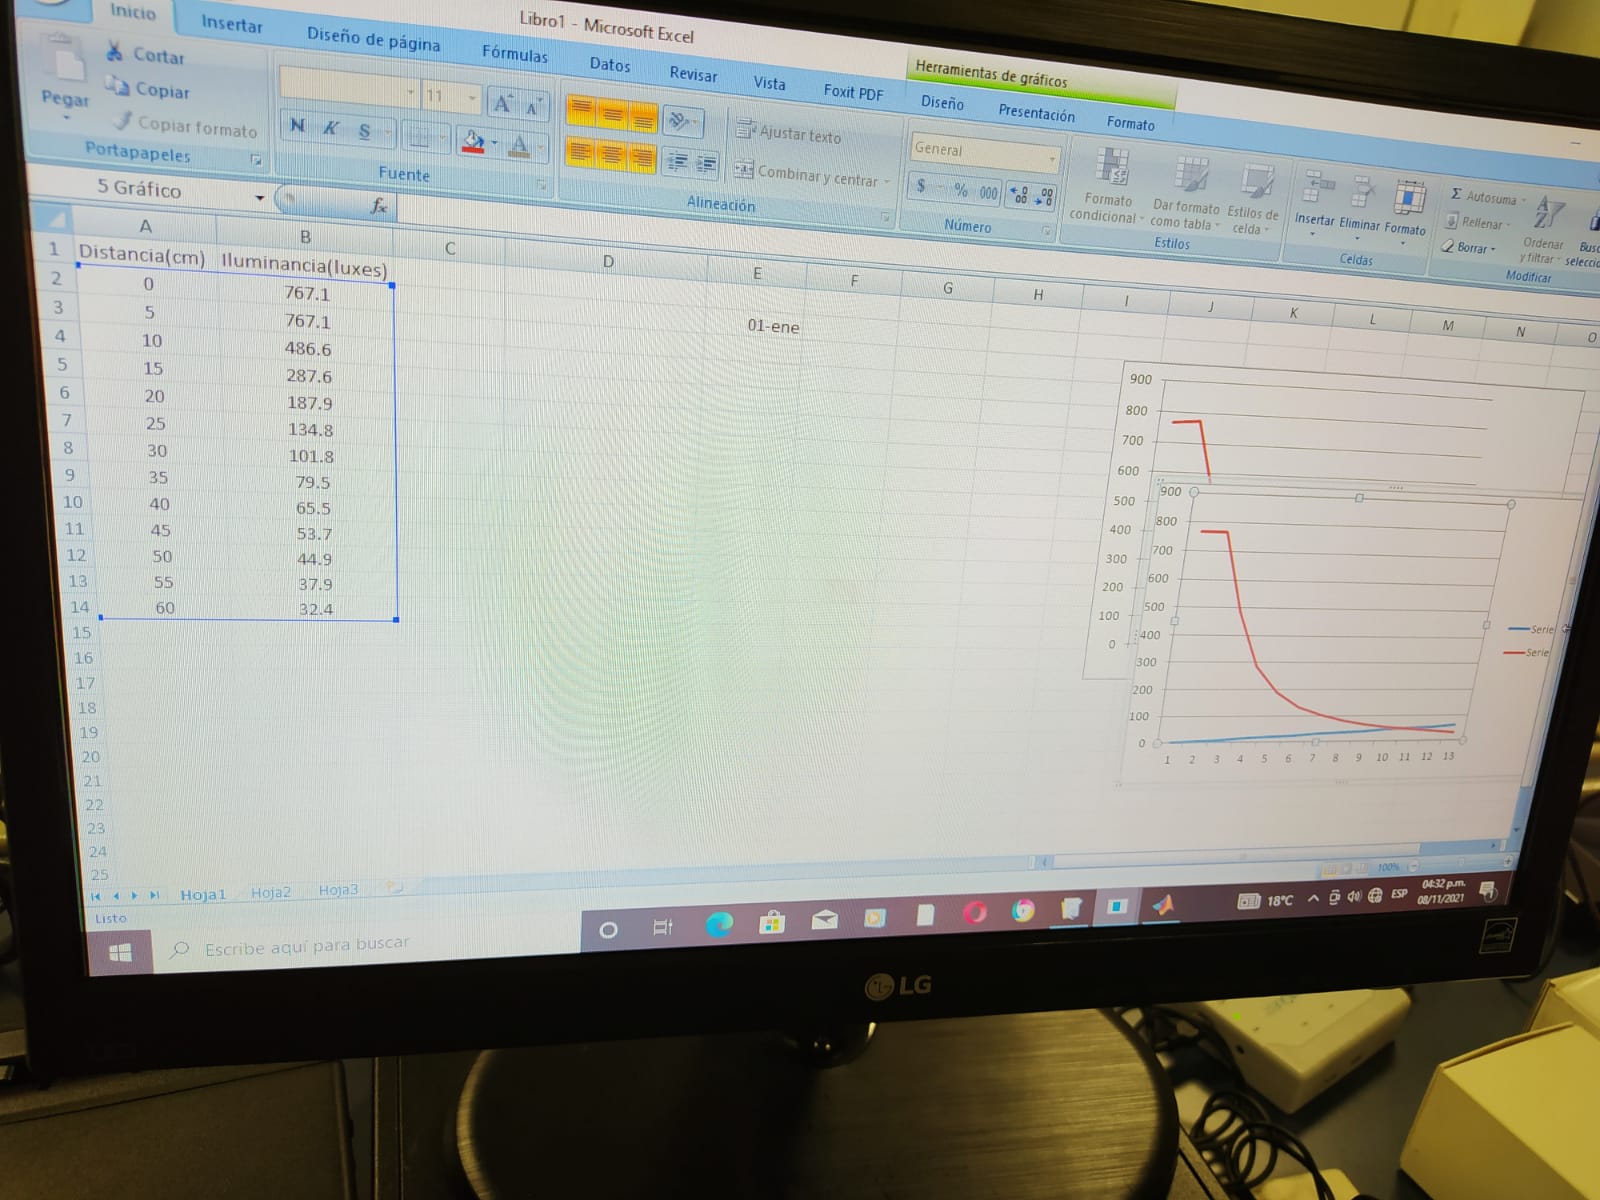 Libro1 - Microsoft Excel
Herramientas de gráficos
Inicio Insertar Diseño de página Fórmulas Datos Revisar Vista Foxit PDF Diseño Presentación Formato
Pegar
Cortar
Copiar
Copiar formato
Portapapeles
11
N K S
Fuente
Ajustar texto
Combinar y centrar
Alineación
General
$ % 000
Número
Formato condicional
Dar formato como tabla
Estilos de celda
Estilos
Insertar Eliminar Formato
Celdas
Autosuma
Rellenar
Borrar
Ordenar y filtrar
Modificar
5 Gráfico
fx
A B C D E F G H I J K L M N O
1 Distancia(cm) Iluminancia(luxes)
2 0 767.1
3 5 767.1 01-ene
4 10 486.6
5 15 287.6
6 20 187.9
7 25 134.8
8 30 101.8
9 35 79.5
10 40 65.5
11 45 53.7
12 50 44.9
13 55 37.9
14 60 32.4
15
16
17
18
19
20
21
22
23
24
25
900
800
700
600
500
400
300
200
100
0
900
800
700
600
500
400
300
200
100
0
1 2 3 4 5 6 7 8 9 10 11 12 13
Serie
Serie
Hoja1 Hoja2 Hoja3
Listo
100%
Escribe aquí para buscar
18°C
ESP
04:32 p.m.
08/11/2021
LG